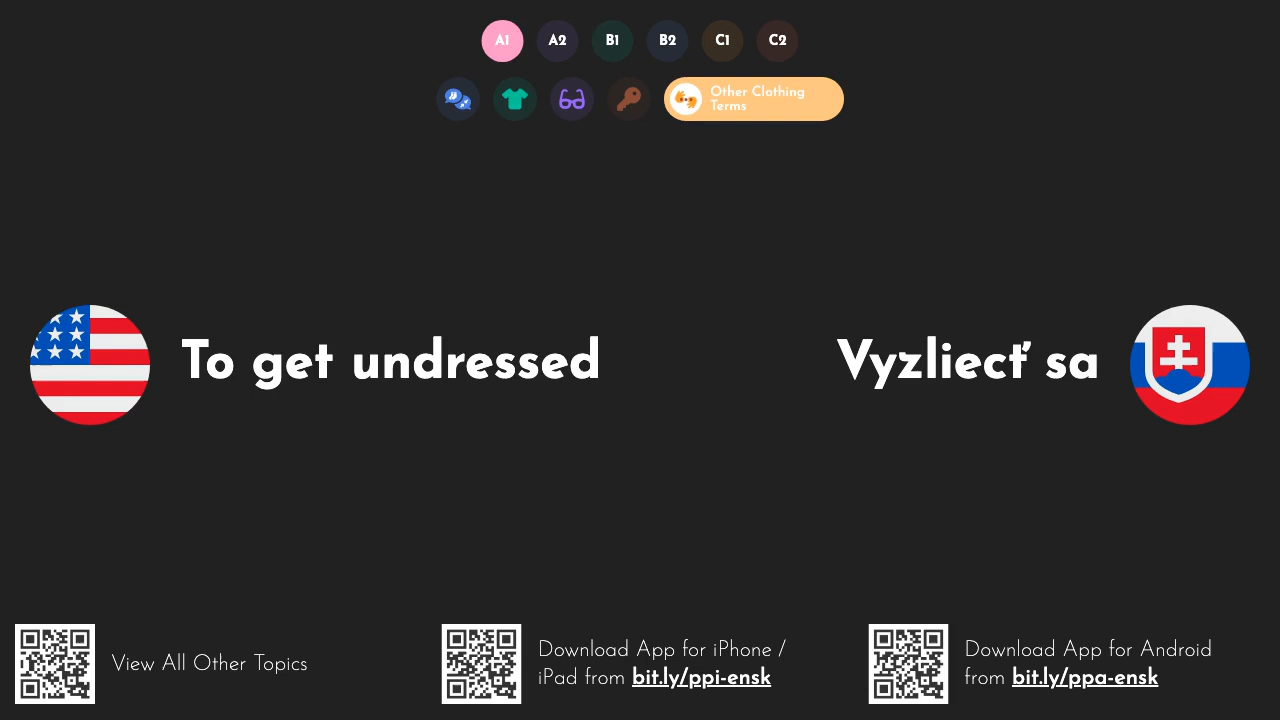 A1 A2 B1 B2 C1 C2
Other Clothing
Terms
To get undressed
Vyzliecť sa
View All Other Topics
Download App for iPhone /
iPad from bit.ly/ppi-ensk
Download App for Android
from bit.ly/ppa-ensk